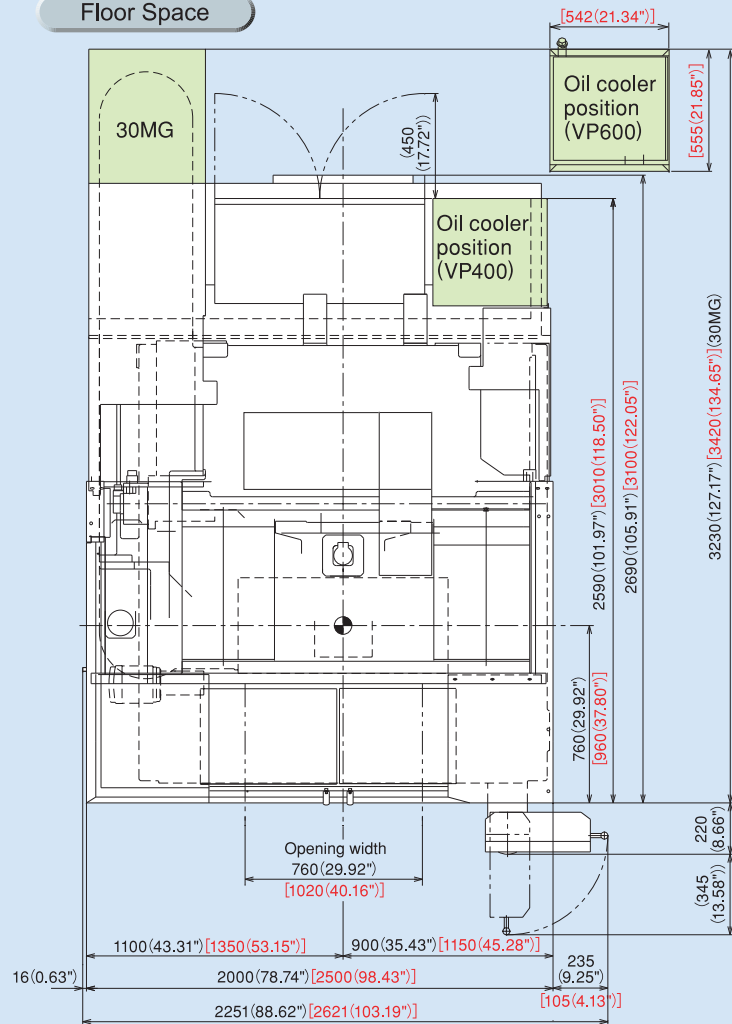 Floor Space
[542(21.34")]
30MG
Oil cooler
position
(VP600)
[555(21.85")]
(450
(17.72"))
Oil cooler
position
(VP400)
2590(101.97") [3010(118.50")]
2690(105.91") [3100(122.05")]
3230(127.17") [3420(134.65")](30MG)
760(29.92")
[960(37.80")]
220
(8.66")
(345
(13.58"))
Opening width
760(29.92")
[1020(40.16")]
1100(43.31")[1350(53.15")]
900(35.43")[1150(45.28")]
16(0.63")
2000(78.74")[2500(98.43")]
235
(9.25")
[105(4.13")]
2251(88.62")[2621(103.19")]